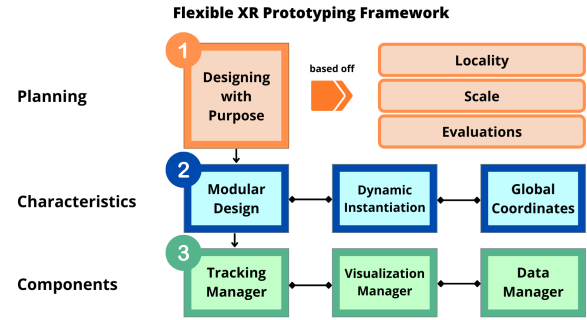 Flexible XR Prototyping Framework
Planning
1
Designing
with
Purpose
based off
Locality
Scale
Evaluations
Characteristics
2
Modular
Design
Dynamic
Instantiation
Global
Coordinates
Components
3
Tracking
Manager
Visualization
Manager
Data
Manager